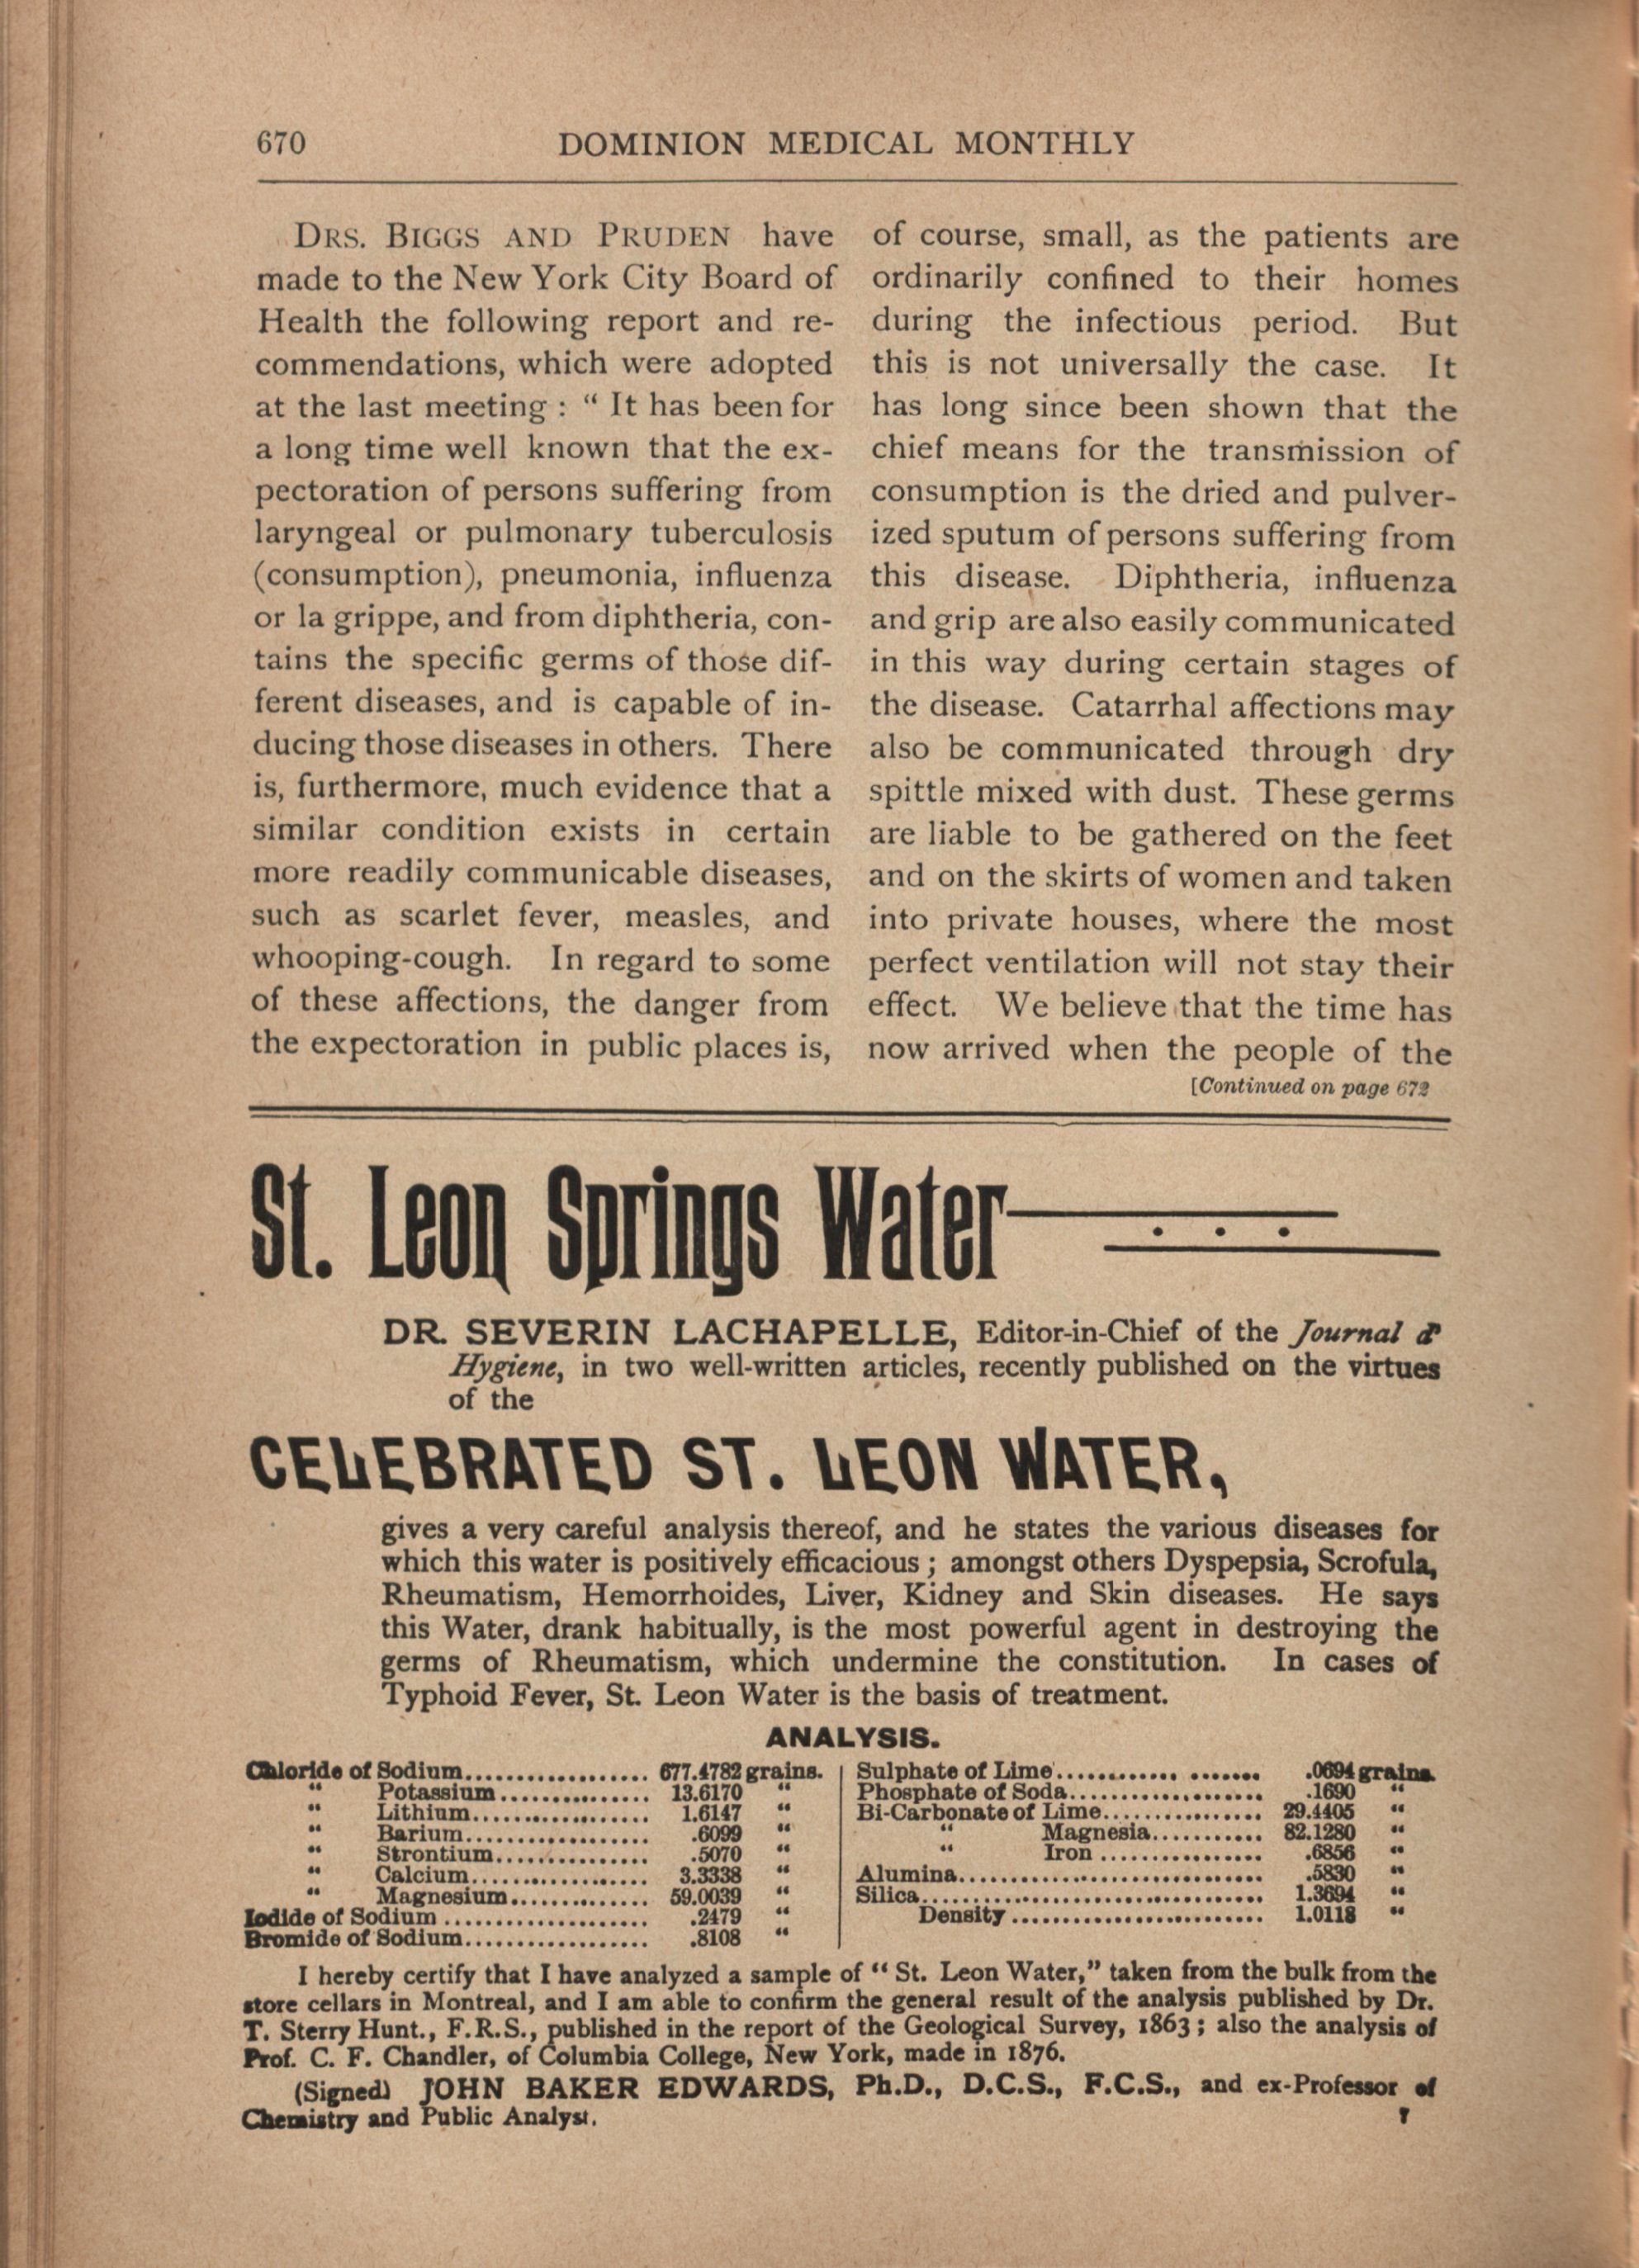 670 DOMINION MEDICAL MONTHLY
DRS. BIGGS AND PRUDEN have
made to the New York City Board of
Health the following report and re-
commendations, which were adopted
at the last meeting : " It has been for
a long time well known that the ex-
pectoration of persons suffering from
laryngeal or pulmonary tuberculosis
(consumption), pneumonia, influenza
or la grippe, and from diphtheria, con-
tains the specific germs of those dif-
ferent diseases, and is capable of in-
ducing those diseases in others. There
is, furthermore, much evidence that a
similar condition exists in certain
more readily communicable diseases,
such as scarlet fever, measles, and
whooping-cough. In regard to some
of these affections, the danger from
the expectoration in public places is,
of course, small, as the patients are
ordinarily confined to their homes
during the infectious period. But
this is not universally the case. It
has long since been shown that the
chief means for the transmission of
consumption is the dried and pulver-
ized sputum of persons suffering from
this disease. Diphtheria, influenza
and grip are also easily communicated
in this way during certain stages of
the disease. Catarrhal affections may
also be communicated through dry
spittle mixed with dust. These germs
are liable to be gathered on the feet
and on the skirts of women and taken
into private houses, where the most
perfect ventilation will not stay their
effect. We believe that the time has
now arrived when the people of the
[Continued on page 672
St. Leon Springs Water
DR. SEVERIN LACHAPELLE, Editor-in-Chief of the Journal d'
Hygiene, in two well-written articles, recently published on the virtues
of the
CELEBRATED ST. LEON WATER,
gives a very careful analysis thereof, and he states the various diseases for
which this water is positively efficacious ; amongst others Dyspepsia, Scrofula,
Rheumatism, Hemorrhoides, Liver, Kidney and Skin diseases. He says
this Water, drank habitually, is the most powerful agent in destroying the
germs of Rheumatism, which undermine the constitution. In cases of
Typhoid Fever, St. Leon Water is the basis of treatment.
ANALYSIS.
Chloride of Sodium.................. 677.4782 grains.
" Potassium............... 13.6170 "
" Lithium.................. 1.6147 "
" Barium.................. .6099 "
" Strontium............... .5070 "
" Calcium.................. 3.3338 "
" Magnesium.............. 59.0039 "
Iodide of Sodium .................... .2479 "
Bromide of Sodium.................. .8108 "
Sulphate of Lime............ ....... .0694 grains.
Phosphate of Soda................... .1690 "
Bi-Carbonate of Lime................ 29.4405 "
" Magnesia........... 82.1280 "
" Iron ................ .6856 "
Alumina.............................. .5830 "
Silica.................................. 1.3694 "
Density ......................... 1.0118 "
I hereby certify that I have analyzed a sample of " St. Leon Water," taken from the bulk from the
store cellars in Montreal, and I am able to confirm the general result of the analysis published by Dr.
T. Sterry Hunt., F.R.S., published in the report of the Geological Survey, 1863 ; also the analysis of
Prof. C. F. Chandler, of Columbia College, New York, made in 1876.
(Signed) JOHN BAKER EDWARDS, Ph.D., D.C.S., F.C.S., and ex-Professor of
Chemistry and Public Analyst.